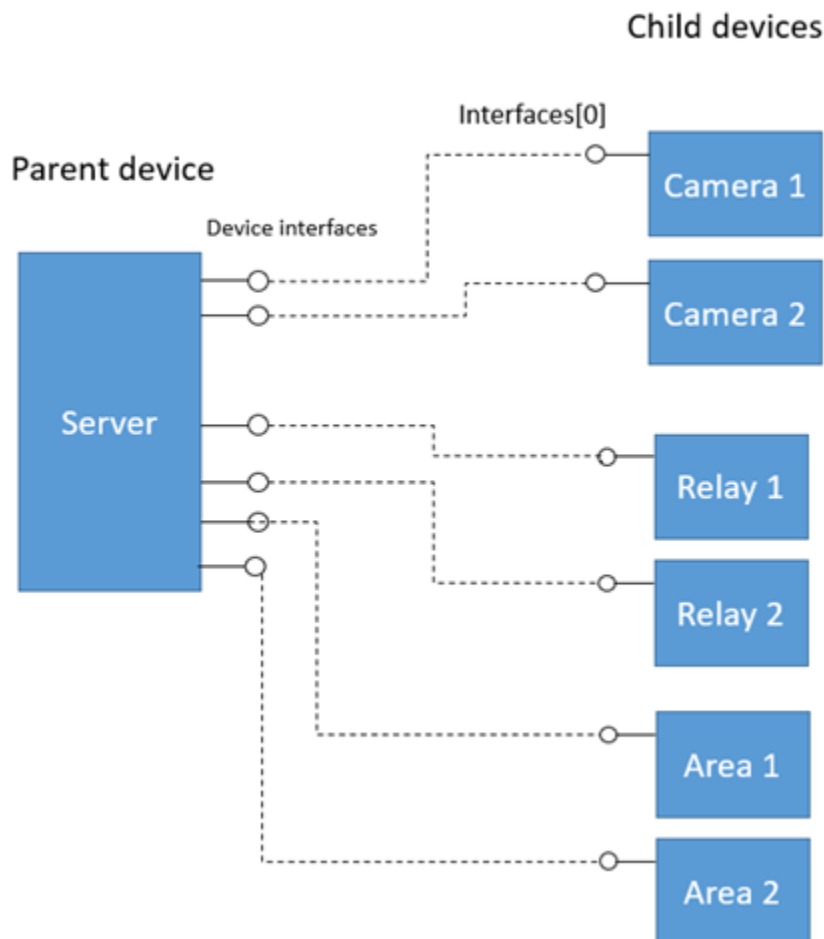 Child devices
Interfaces[0]
Camera 1
Parent device
Device interfaces
Camera 2
Server
Relay 1
Relay 2
Area 1
Area 2